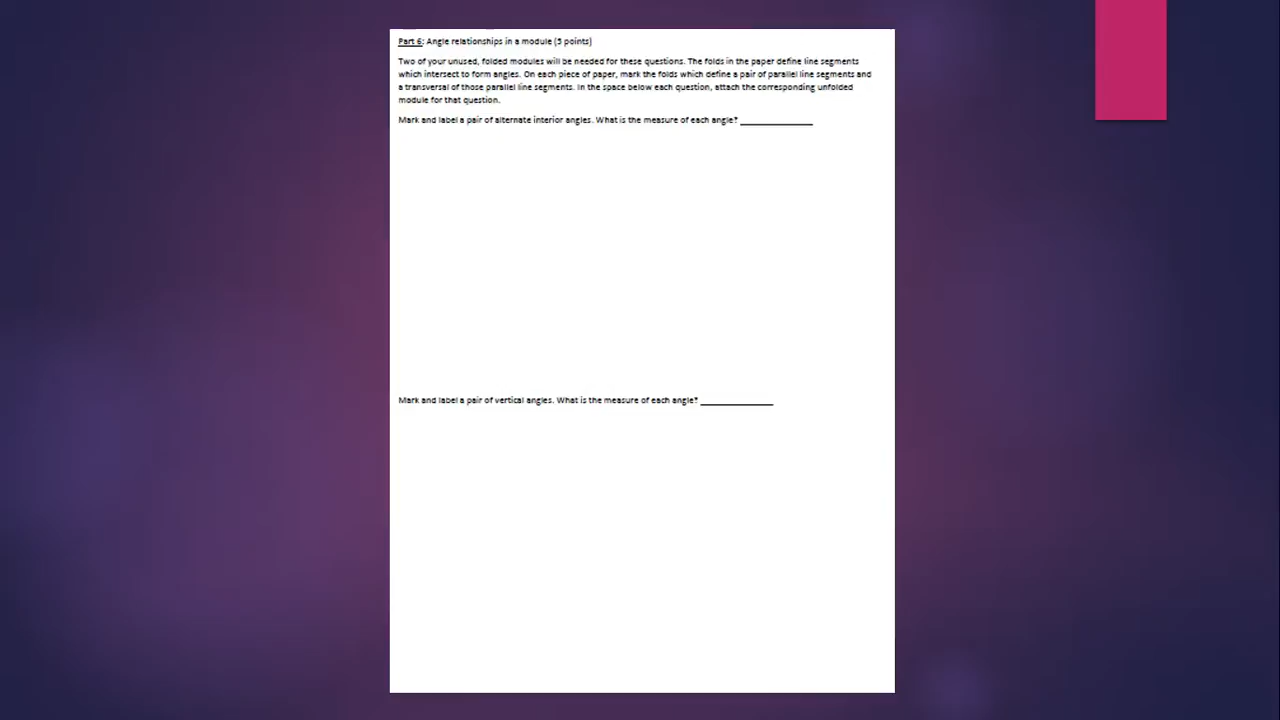 Part 6: Angle relationships in a module (5 points)
Two of your unused, folded modules will be needed for these questions. The folds in the paper define line segments
which intersect to form angles. On each piece of paper, mark the folds which define a pair of parallel line segments and
a transversal of those parallel line segments. In the space below each question, attach the corresponding unfolded
module for that question.
Mark and label a pair of alternate interior angles. What is the measure of each angle? _______________
Mark and label a pair of vertical angles. What is the measure of each angle? _______________